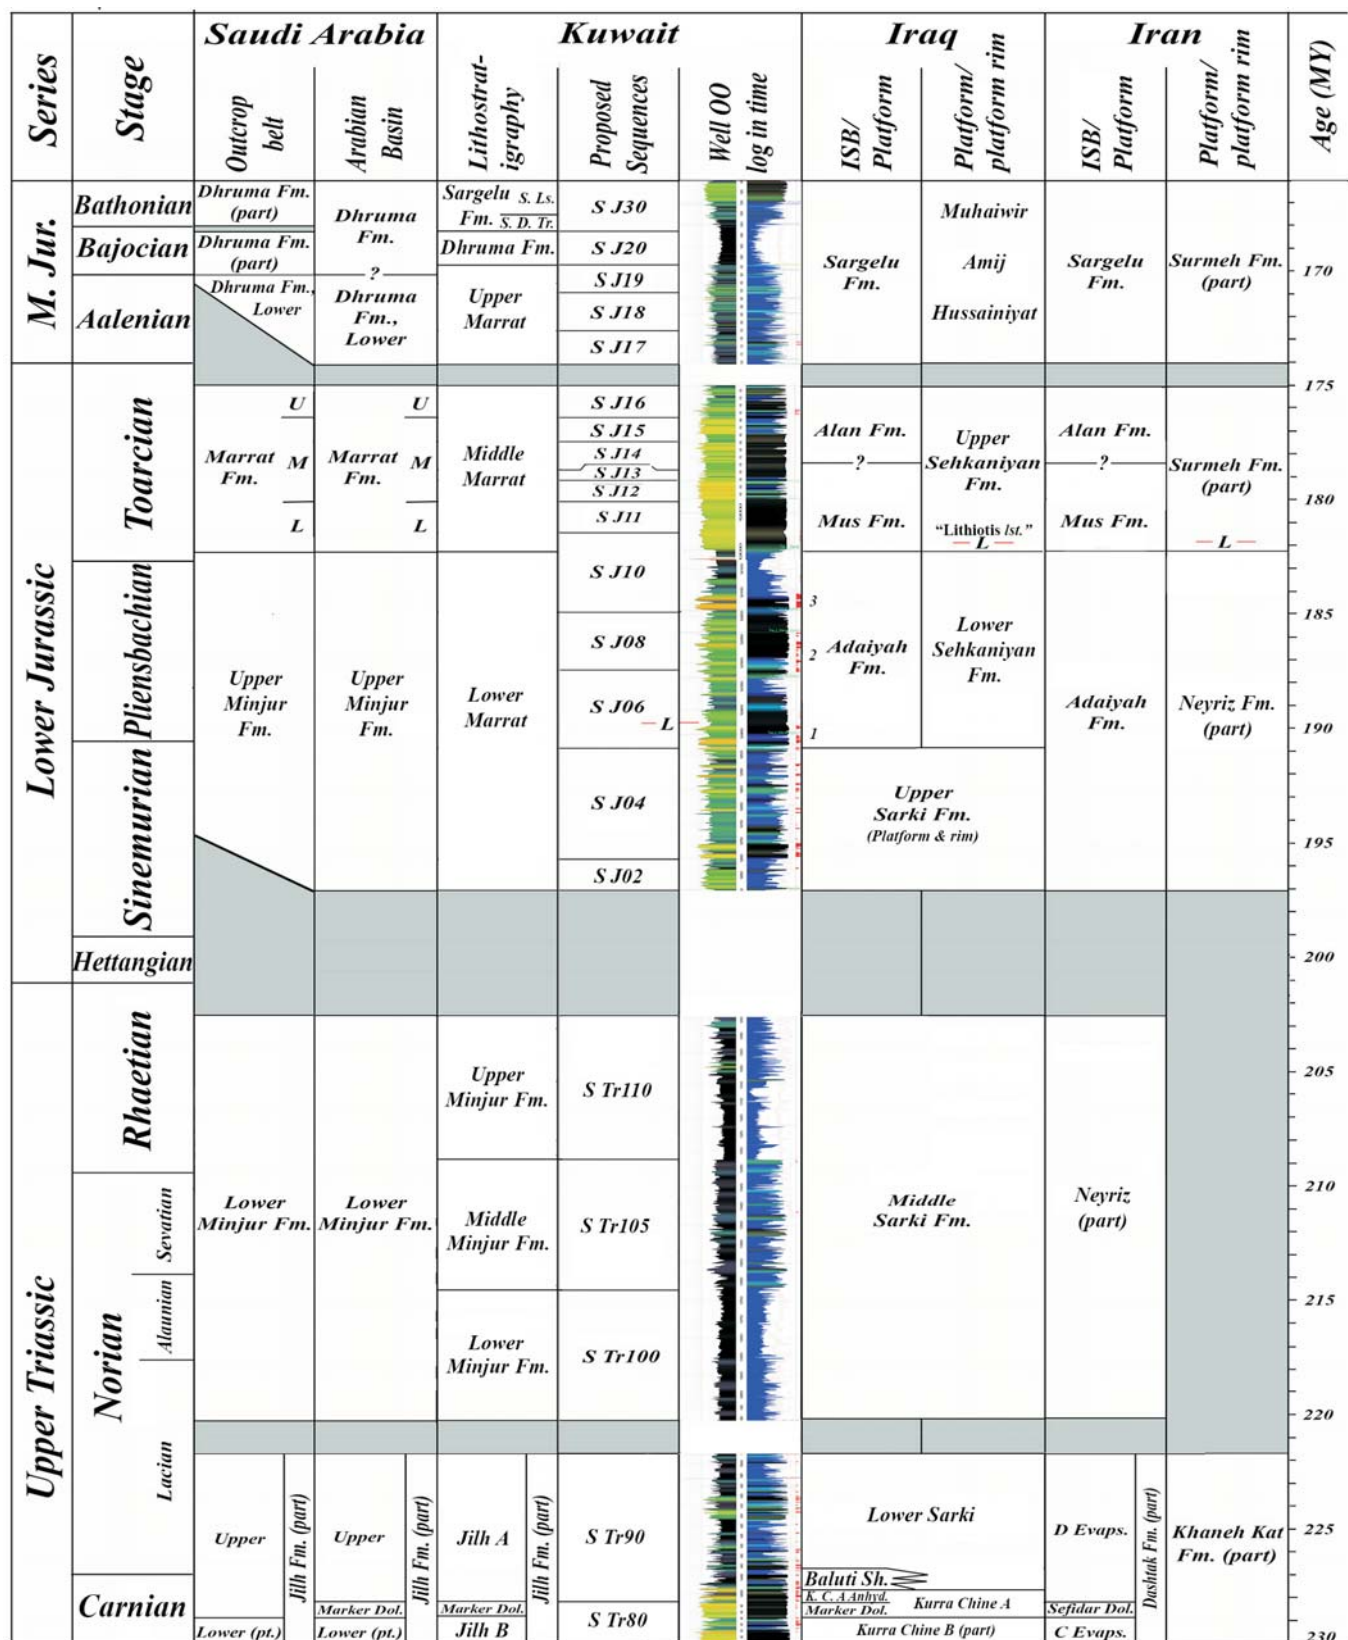 Saudi Arabia
Kuwait
Iraq
Iran
Series
Stage
Outcrop
belt
Arabian
Basin
Lithostrat-
igraphy
Proposed
Sequences
Well OO
log in time
ISB/
Platform
Platform/
platform rim
ISB/
Platform
Platform/
platform rim
Age (MY)
M. Jur.
Lower Jurassic
Upper Triassic
Bathonian
Bajocian
Aalenian
Toarcian
Pliensbachian
Sinemurian
Hettangian
Rhaetian
Norian
Sevatian
Alaunian
Lacian
Carnian
Dhruma Fm.
(part)
Dhruma Fm.
(part)
Dhruma Fm.,
Lower
U
Marrat
Fm.
M
L
Upper
Minjur
Fm.
Lower
Minjur Fm.
Upper
Jilh Fm. (part)
Lower (pt.)
Dhruma
Fm.
?
Dhruma
Fm.,
Lower
U
Marrat
Fm.
M
L
Upper
Minjur
Fm.
Lower
Minjur Fm.
Upper
Jilh Fm. (part)
Marker Dol.
Lower (pt.)
Sargelu
Fm.
S. Ls.
S. D. Tr.
Dhruma Fm.
Upper
Marrat
Middle
Marrat
Lower
Marrat
Upper
Minjur Fm.
Middle
Minjur Fm.
Lower
Minjur Fm.
Jilh A
Jilh Fm. (part)
Marker Dol.
Jilh B
S J30
S J20
S J19
S J18
S J17
S J16
S J15
S J14
S J13
S J12
S J11
S J10
S J08
S J06
L
S J04
S J02
S Tr110
S Tr105
S Tr100
S Tr90
S Tr80
3
2
1
Sargelu
Fm.
Alan Fm.
?
Mus Fm.
Adaiyah
Fm.
Muhaiwir
Amij
Hussainiyat
Upper
Sehkaniyan
Fm.
“Lithiotis lst.”
L
Lower
Sehkaniyan
Fm.
Upper
Sarki Fm.
(Platform & rim)
Middle
Sarki Fm.
Lower Sarki
Baluti Sh.
K. C. A Anhyd.
Marker Dol.
Kurra Chine A
Kurra Chine B (part)
Sargelu
Fm.
Alan Fm.
?
Mus Fm.
Adaiyah
Fm.
Neyriz
(part)
D Evaps.
Dashtak Fm. (part)
Sefidar Dol.
C Evaps.
Surmeh Fm.
(part)
Surmeh Fm.
(part)
L
Neyriz Fm.
(part)
Khaneh Kat
Fm. (part)
170
175
180
185
190
195
200
205
210
215
220
225
230